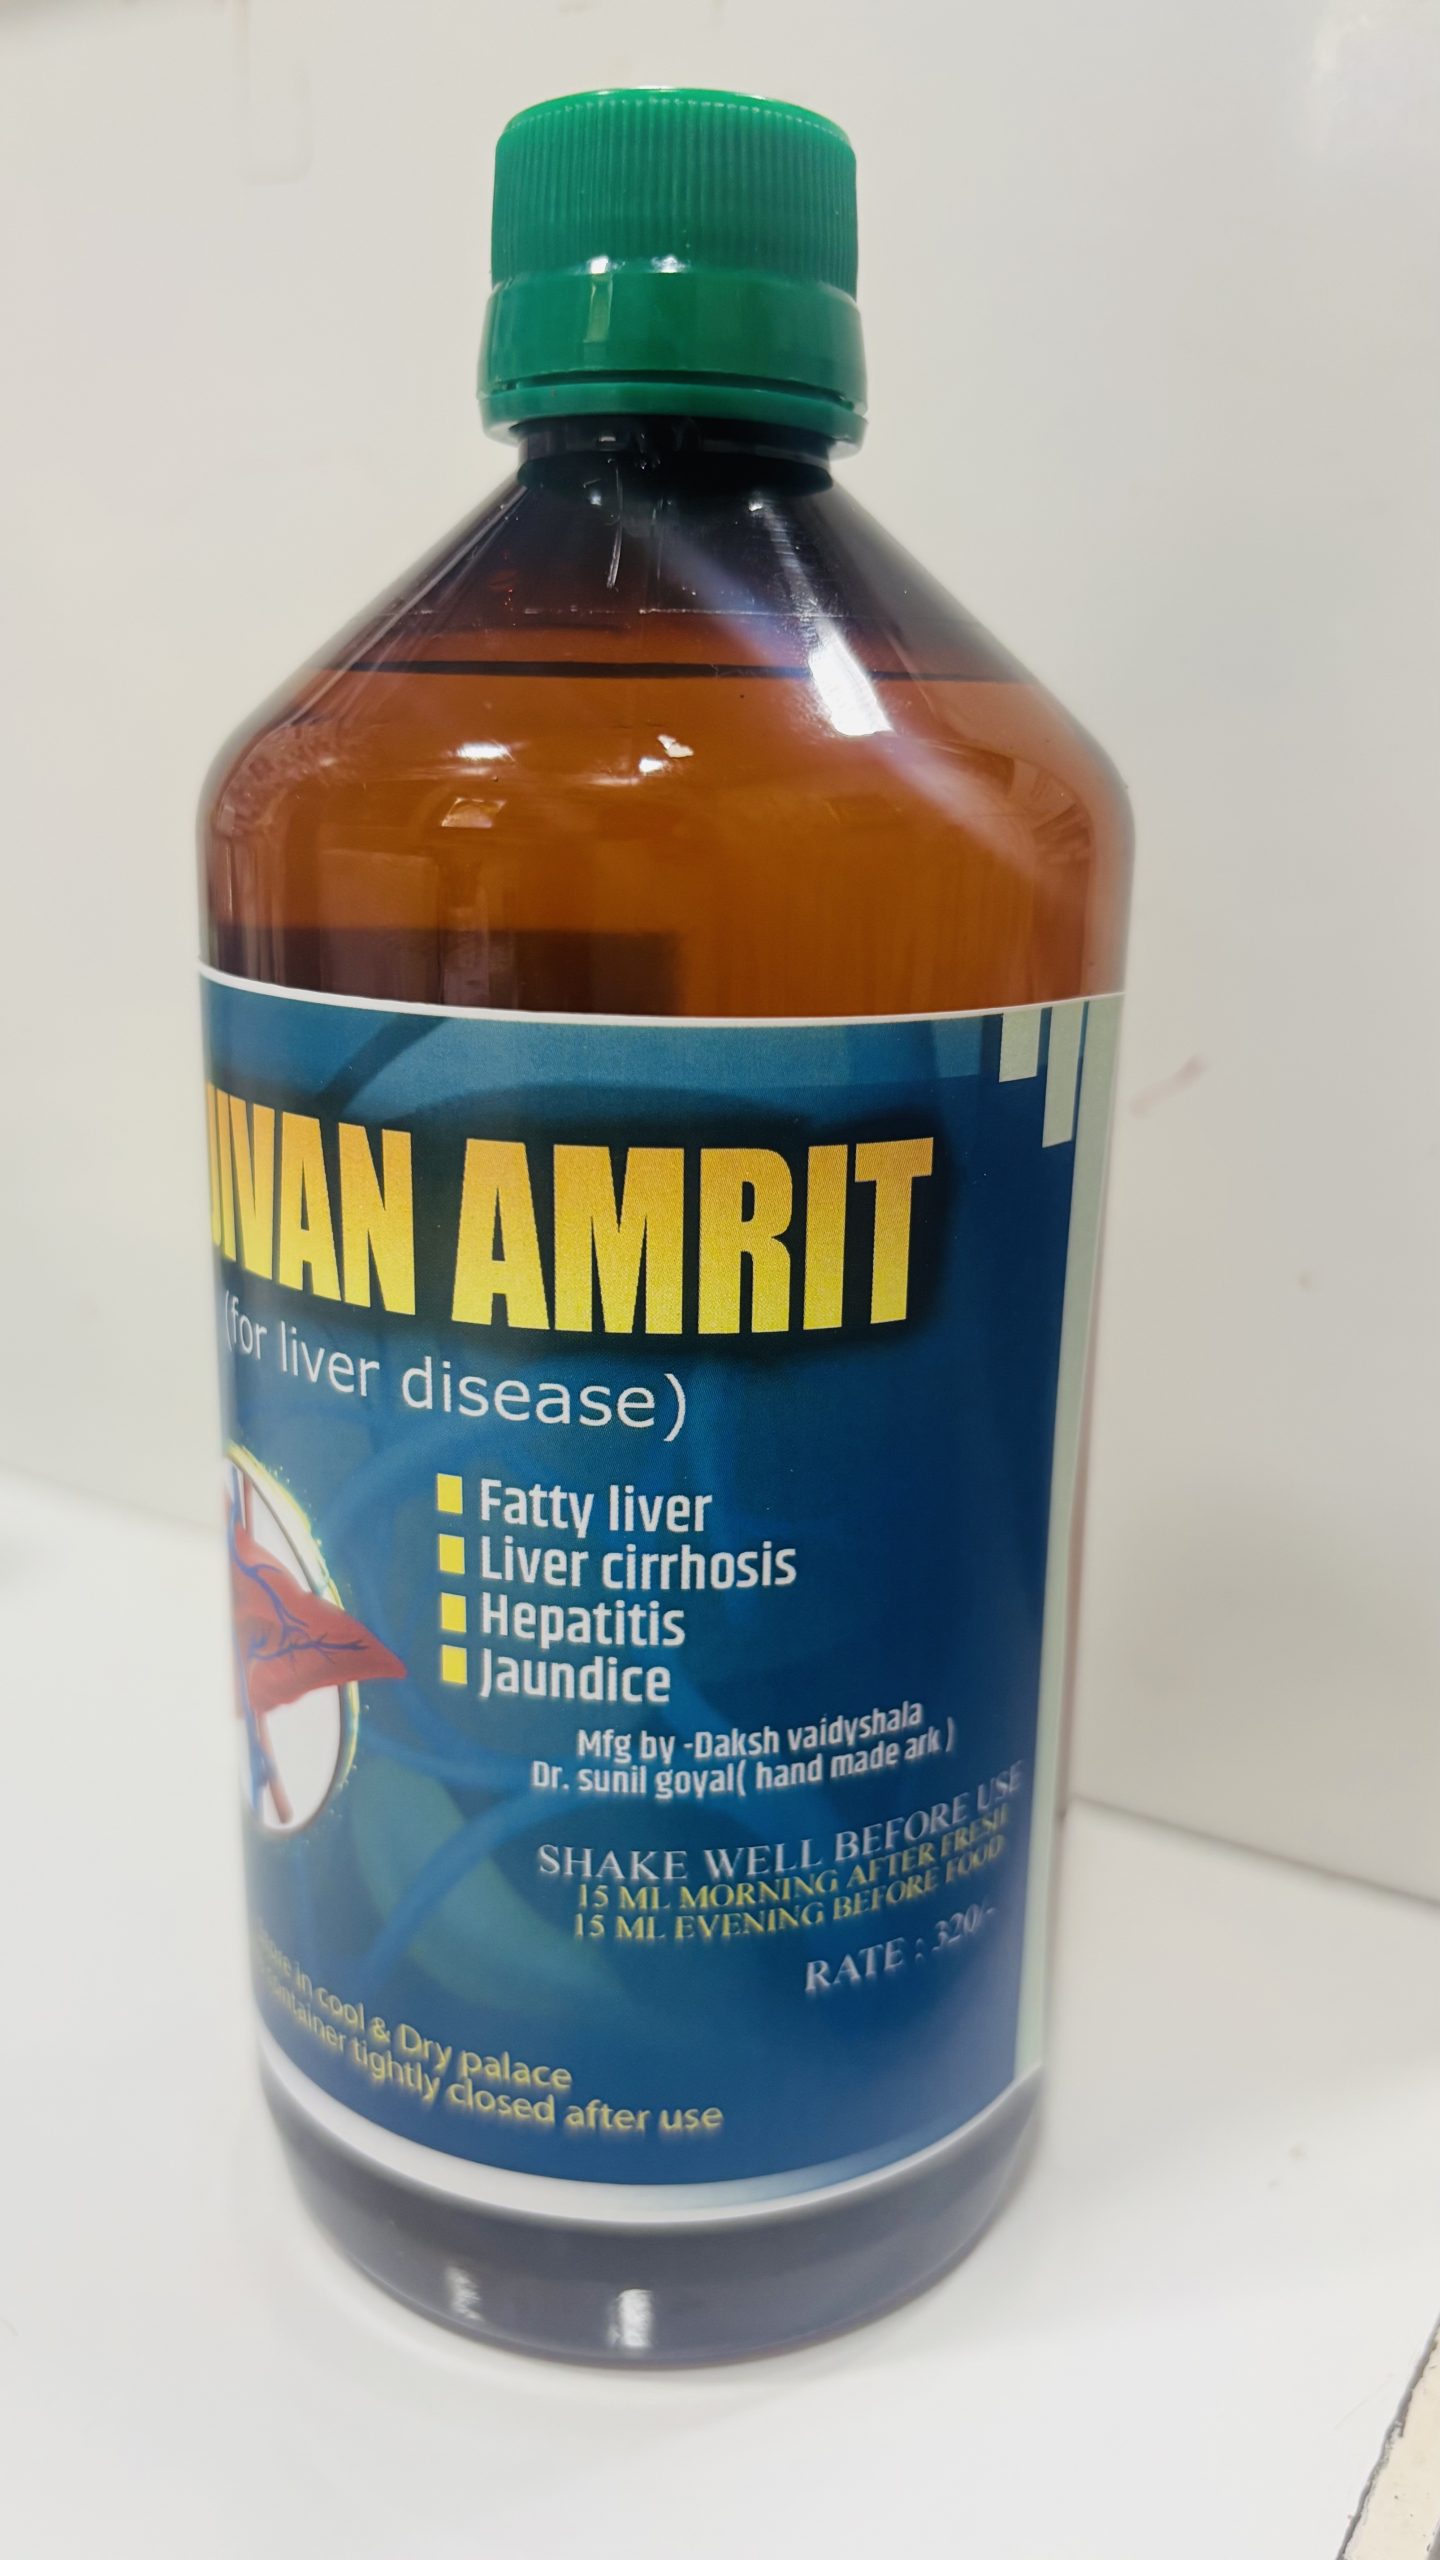 JIVAN AMRIT
(for liver disease)
Fatty liver
Liver cirrhosis
Hepatitis
Jaundice
Mfg by -Daksh vaidyshala
Dr. sunil goyal( hand made ark )
SHAKE WELL BEFORE USE
15 ML MORNING AFTER FRESH
15 ML EVENING BEFORE FOOD
RATE : 320/-
in cool & Dry palace
container tightly closed after use